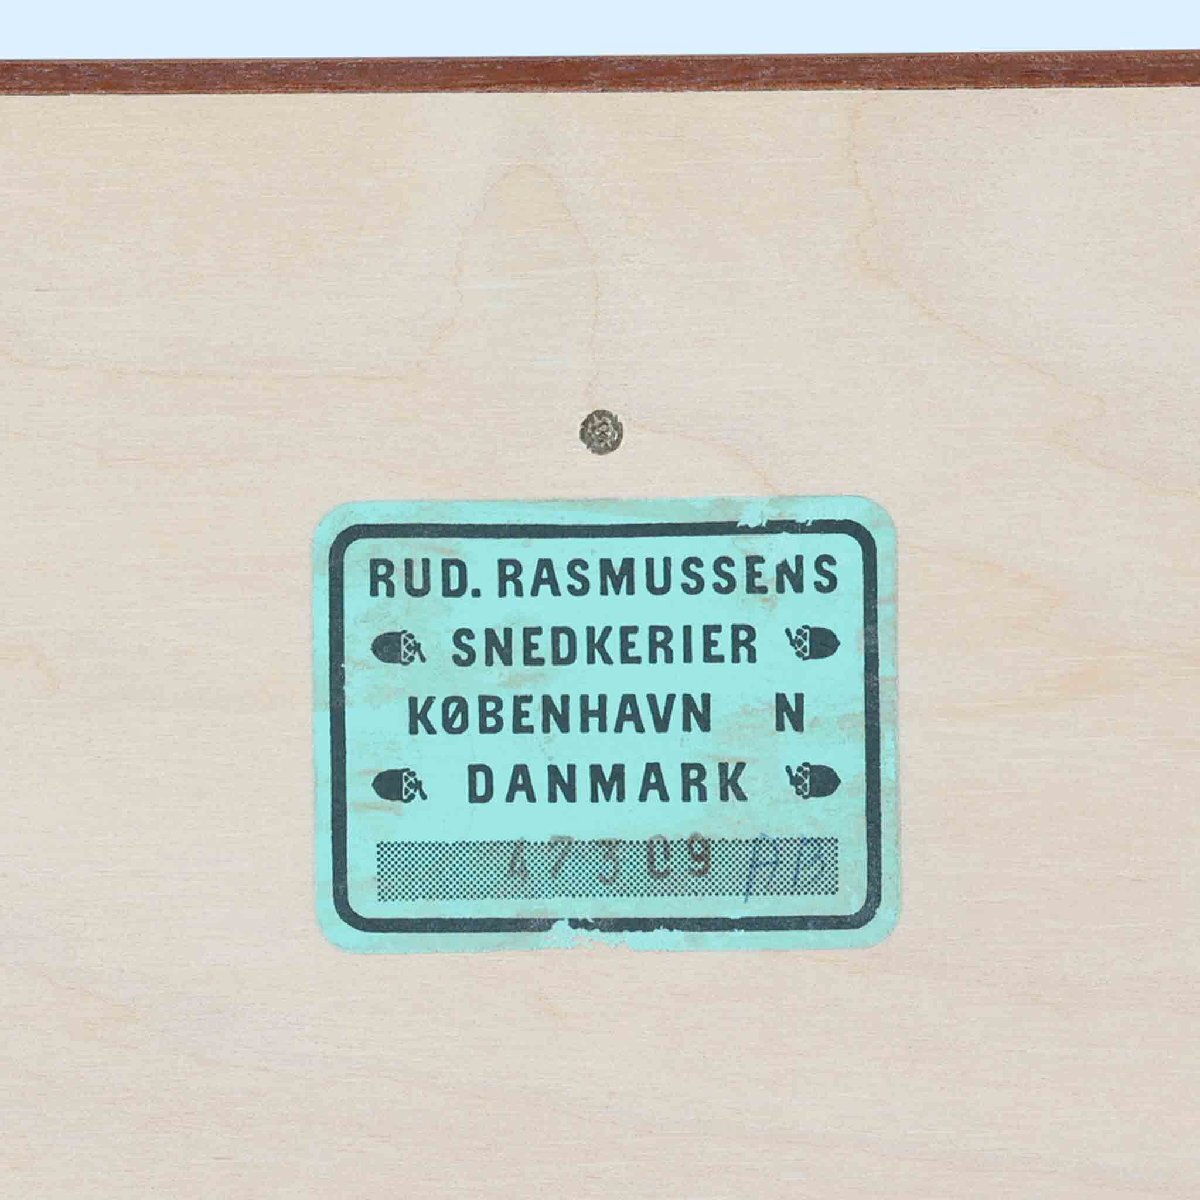 RUD. RASMUSSENS
SNEDKERIER
KØBENHAVN N
DANMARK
47309